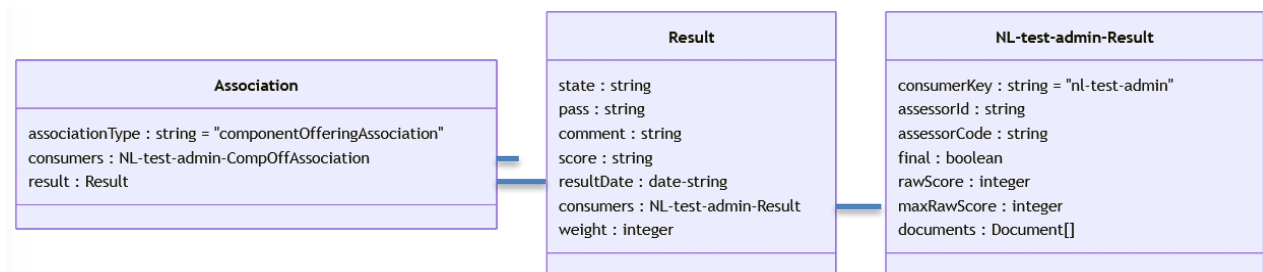 Association
associationType : string = "componentOfferingAssociation"
consumers : NL-test-admin-CompOffAssociation
result : Result
Result
state : string
pass : string
comment : string
score : string
resultDate : date-string
consumers : NL-test-admin-Result
weight : integer
NL-test-admin-Result
consumerKey : string = "nl-test-admin"
assessorId : string
assessorCode : string
final : boolean
rawScore : integer
maxRawScore : integer
documents : Document[]